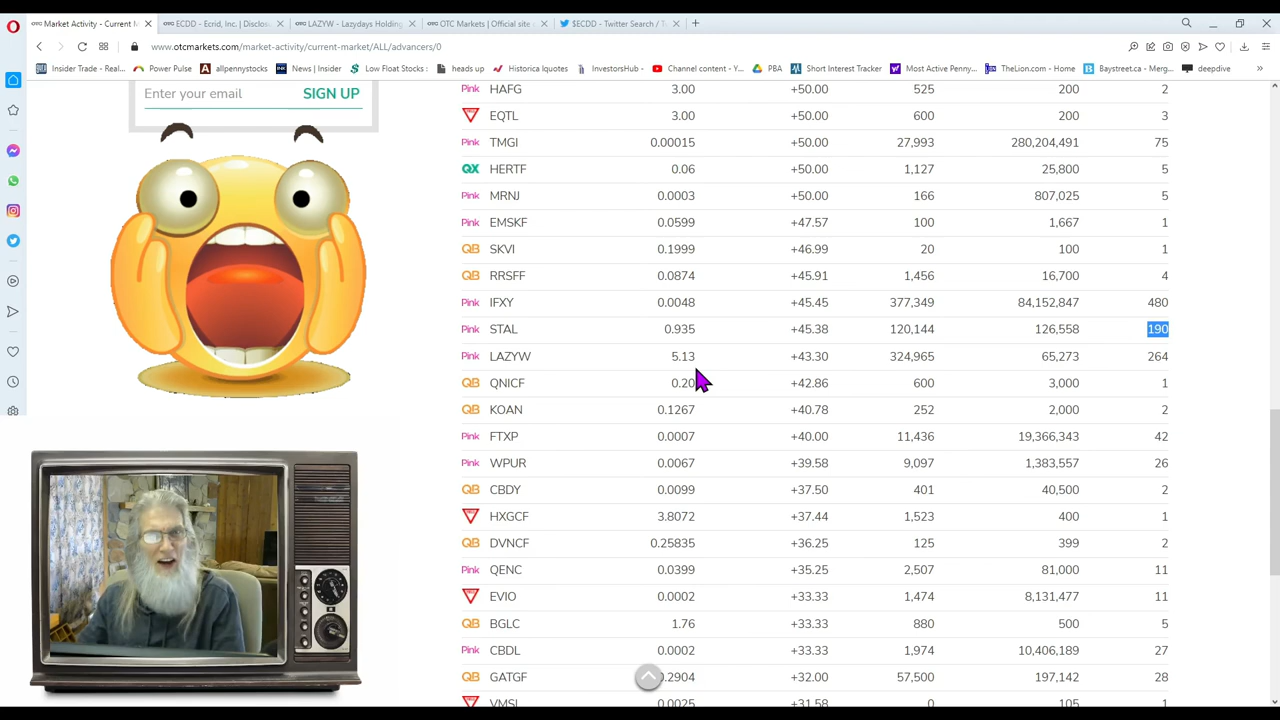 Market Activity - Current M
ECDD - Ecrid, Inc. | Disclos
LAZYW - Lazydays Holding
OTC Markets | Official site
$ECDD - Twitter Search / T
www.otcmarkets.com/market-activity/current-market/ALL/advancers/0
Insider Trade - Real...
Power Pulse
allpennystocks
News | Insider
Low Float Stocks :
heads up
Historica Iquotes
InvestorsHub -
Channel content - Y...
PBA
Short Interest Tracker
Most Active Penny...
TheLion.com - Home
Baystreet.ca - Merg...
deepdive
Enter your email SIGN UP
Pink HAFG 3.00 +50.00 525 200 2
EQTL 3.00 +50.00 600 200 3
Pink TMGI 0.00015 +50.00 27,993 280,204,491 75
QX HERTF 0.06 +50.00 1,127 25,800 5
Pink MRNJ 0.0003 +50.00 166 807,025 5
Pink EMSKF 0.0599 +47.57 100 1,667 1
QB SKVI 0.1999 +46.99 20 100 1
QB RRSFF 0.0874 +45.91 1,456 16,700 4
Pink IFXY 0.0048 +45.45 377,349 84,152,847 480
Pink STAL 0.935 +45.38 120,144 126,558 190
Pink LAZYW 5.13 +43.30 324,965 65,273 264
QB QNICF 0.20 +42.86 600 3,000 1
QB KOAN 0.1267 +40.78 252 2,000 2
Pink FTXP 0.0007 +40.00 11,436 19,366,343 42
Pink WPUR 0.0067 +39.58 9,097 1,383,557 26
QB CBDY 0.0099 +37.50 401 40,500 2
HXGCF 3.8072 +37.44 1,523 400 1
QB DVNCF 0.25835 +36.25 125 399 2
Pink QENC 0.0399 +35.25 2,507 81,000 11
EVIO 0.0002 +33.33 1,474 8,131,477 11
QB BGLC 1.76 +33.33 880 500 5
Pink CBDL 0.0002 +33.33 1,974 10,406,189 27
QB GATGF .2904 +32.00 57,500 197,142 28
VMSI 0.0025 +31.58 0 105 1